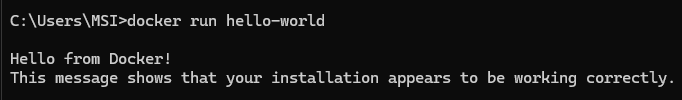 C:\Users\MSI>docker run hello-world
Hello from Docker!
This message shows that your installation appears to be working correctly.